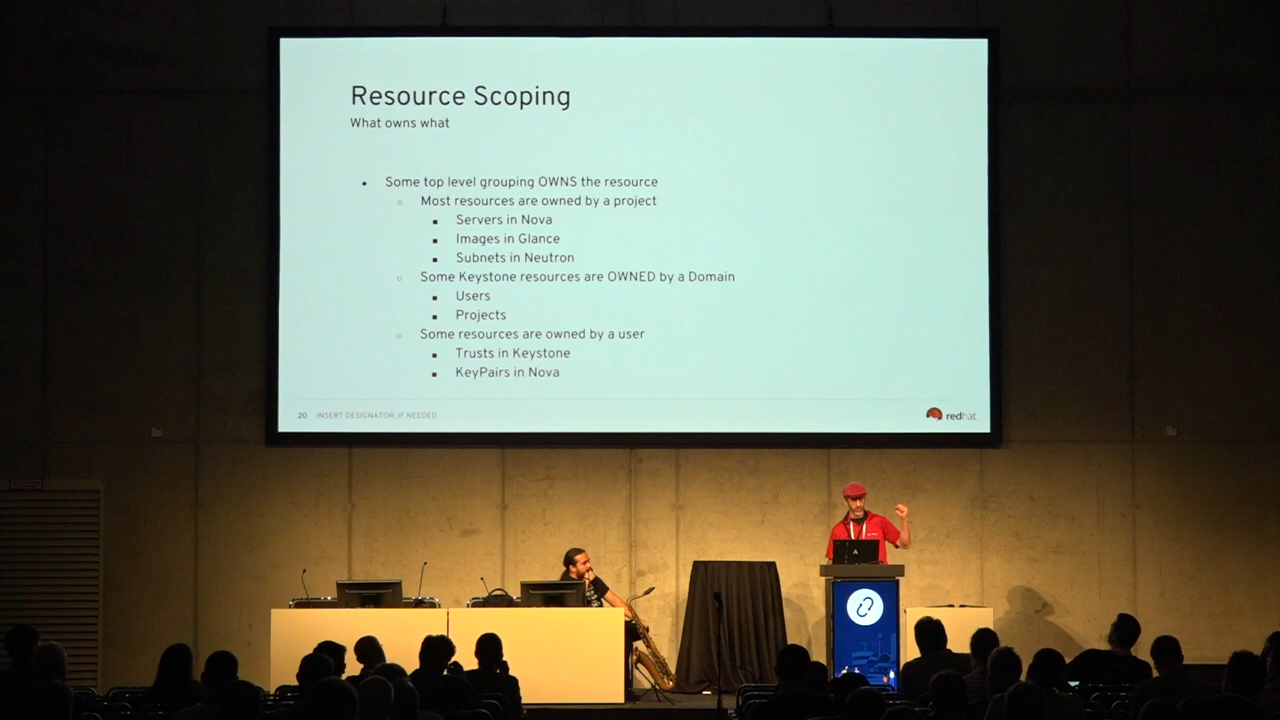 Resource Scoping
What owns what
Some top level grouping OWNS the resource
Most resources are owned by a project
Servers in Nova
Images in Glance
Subnets in Neutron
Some Keystone resources are OWNED by a Domain
Users
Projects
Some resources are owned by a user
Trusts in Keystone
KeyPairs in Nova
20 INSERT DESIGNATOR, IF NEEDED
redhat